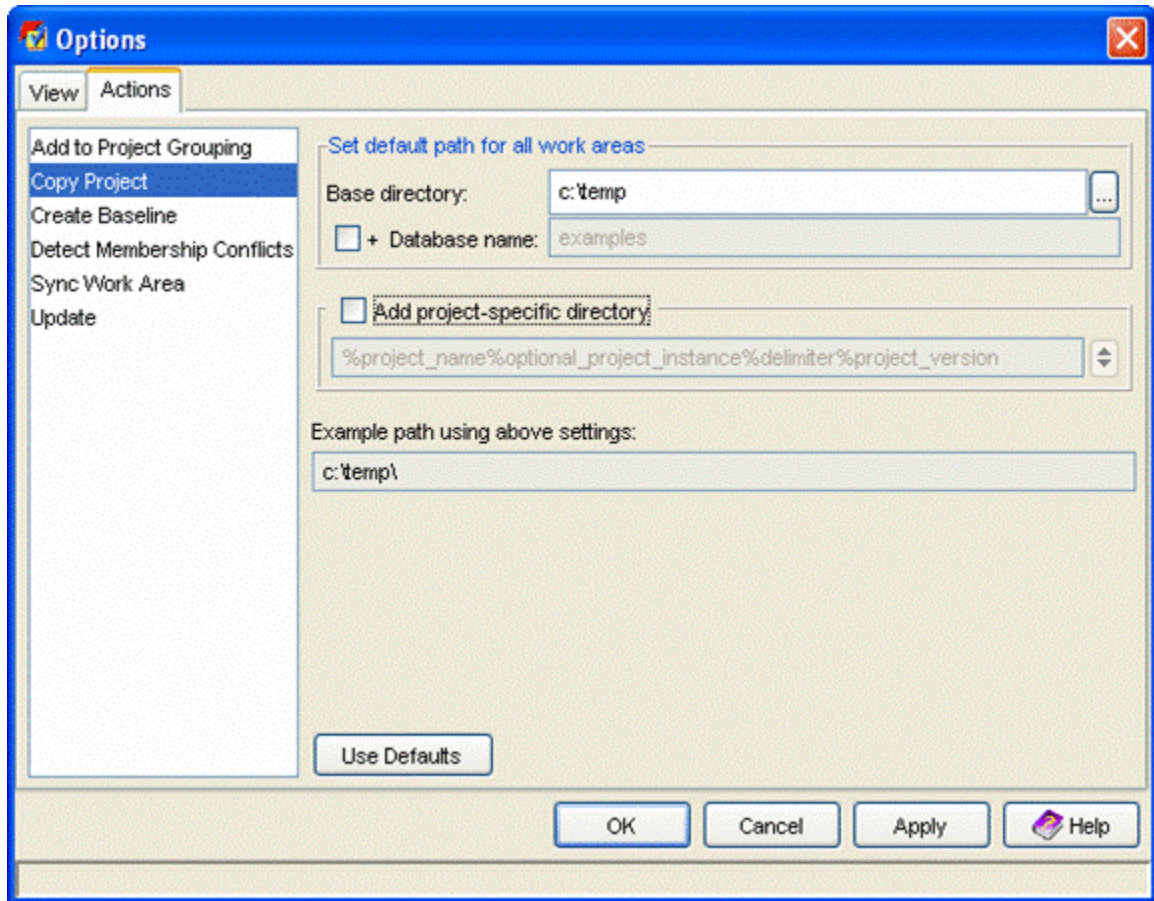 Options
View
Actions
Add to Project Grouping
Copy Project
Create Baseline
Detect Membership Conflicts
Sync Work Area
Update
Set default path for all work areas
Base directory:
c:\temp
...
+ Database name:
examples
Add project-specific directory
%project_name%optional_project_instance%delimiter%project_version
Example path using above settings:
c:\temp\
Use Defaults
OK
Cancel
Apply
Help